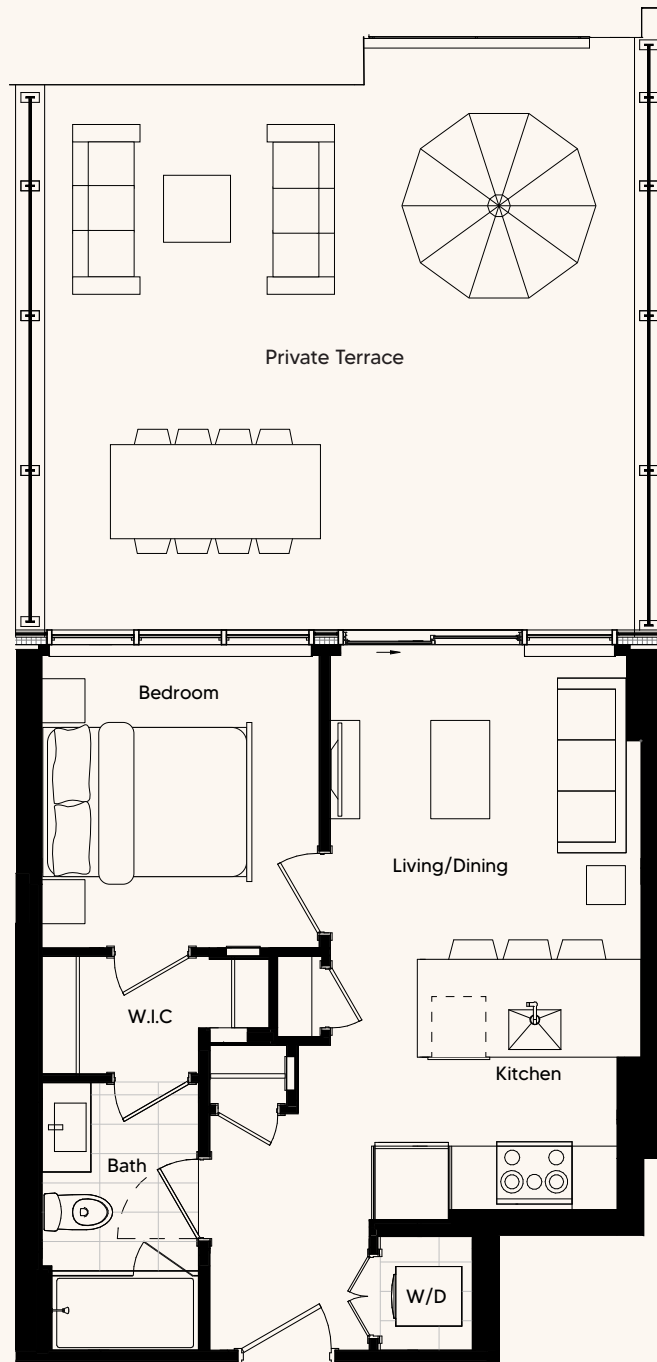 Private Terrace
Bedroom
Living/Dining
W.I.C
Kitchen
Bath
W/D